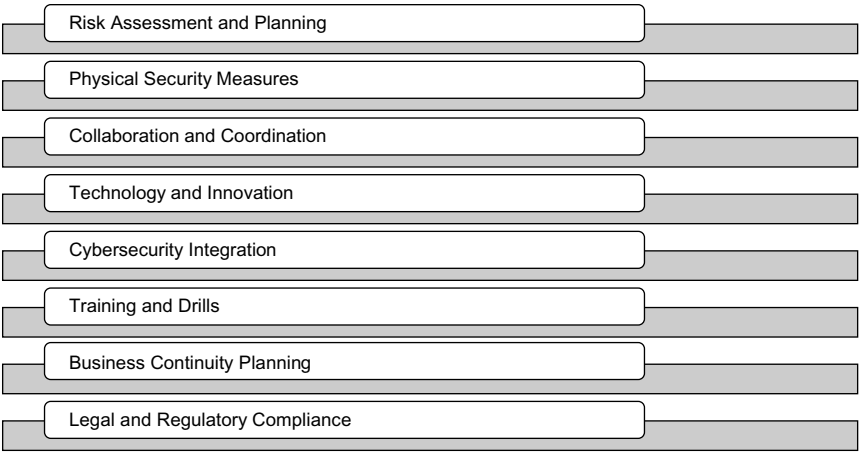 Risk Assessment and Planning
Physical Security Measures
Collaboration and Coordination
Technology and Innovation
Cybersecurity Integration
Training and Drills
Business Continuity Planning
Legal and Regulatory Compliance